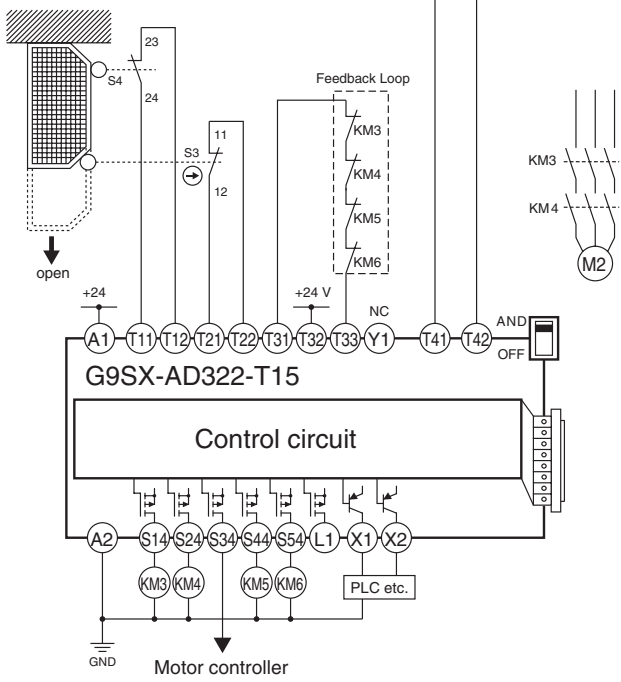 23
S4
24
Feedback Loop
11
S3
12
KM3
KM4
KM5
KM6
KM3
KM4
M2
open
+24
+24 V
NC
AND
OFF
A1 T11 T12 T21 T22 T31 T32 T33 Y1 T41 T42
G9SX-AD322-T15
Control circuit
A2 S14 S24 S34 S44 S54 L1 X1 X2
KM3 KM4 KM5 KM6 PLC etc.
GND
Motor controller